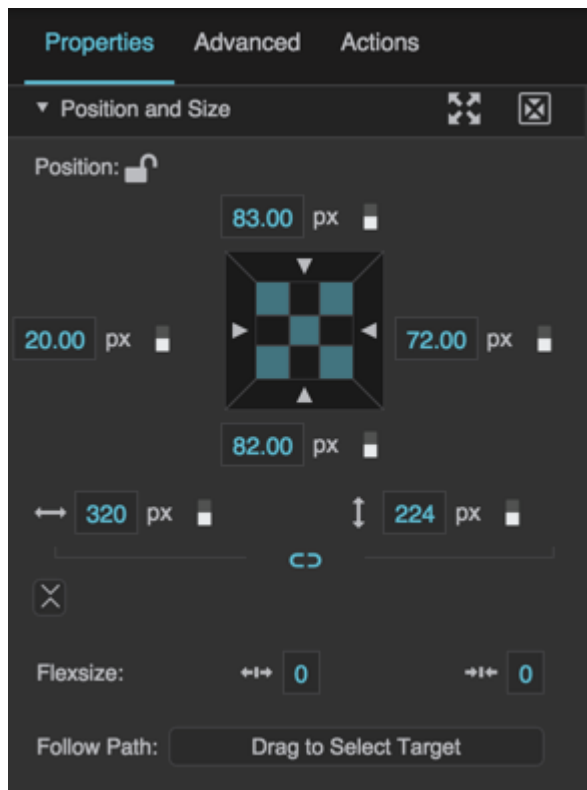 Properties Advanced Actions
Position and Size
Position:
83.00 px
20.00 px 72.00 px
82.00 px
320 px 224 px
Flexsize: 0 0
Follow Path: Drag to Select Target